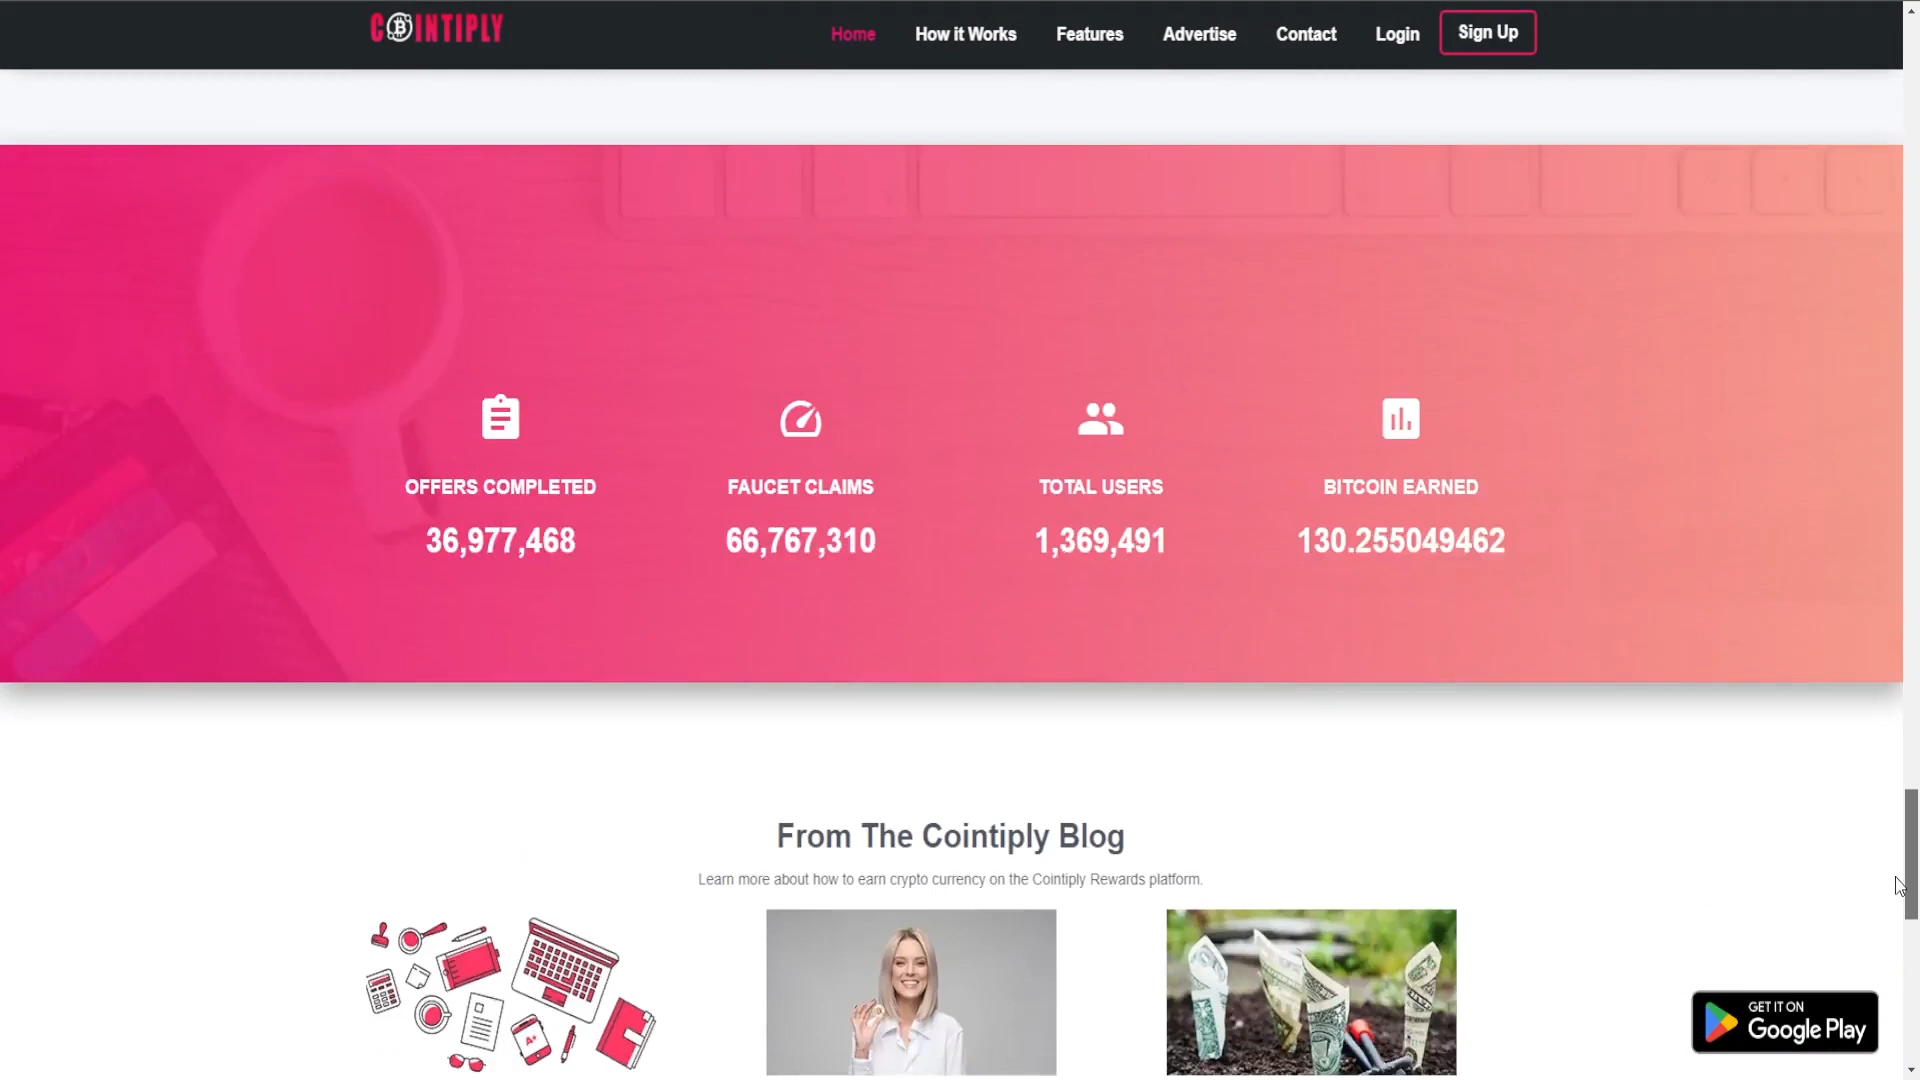 COINTIPLY
Home How it Works Features Advertise Contact Login Sign Up
OFFERS COMPLETED FAUCET CLAIMS TOTAL USERS BITCOIN EARNED
36,977,468 66,767,310 1,369,491 130.255049462
From The Cointiply Blog
Learn more about how to earn crypto currency on the Cointiply Rewards platform.
A+
GET IT ON
Google Play